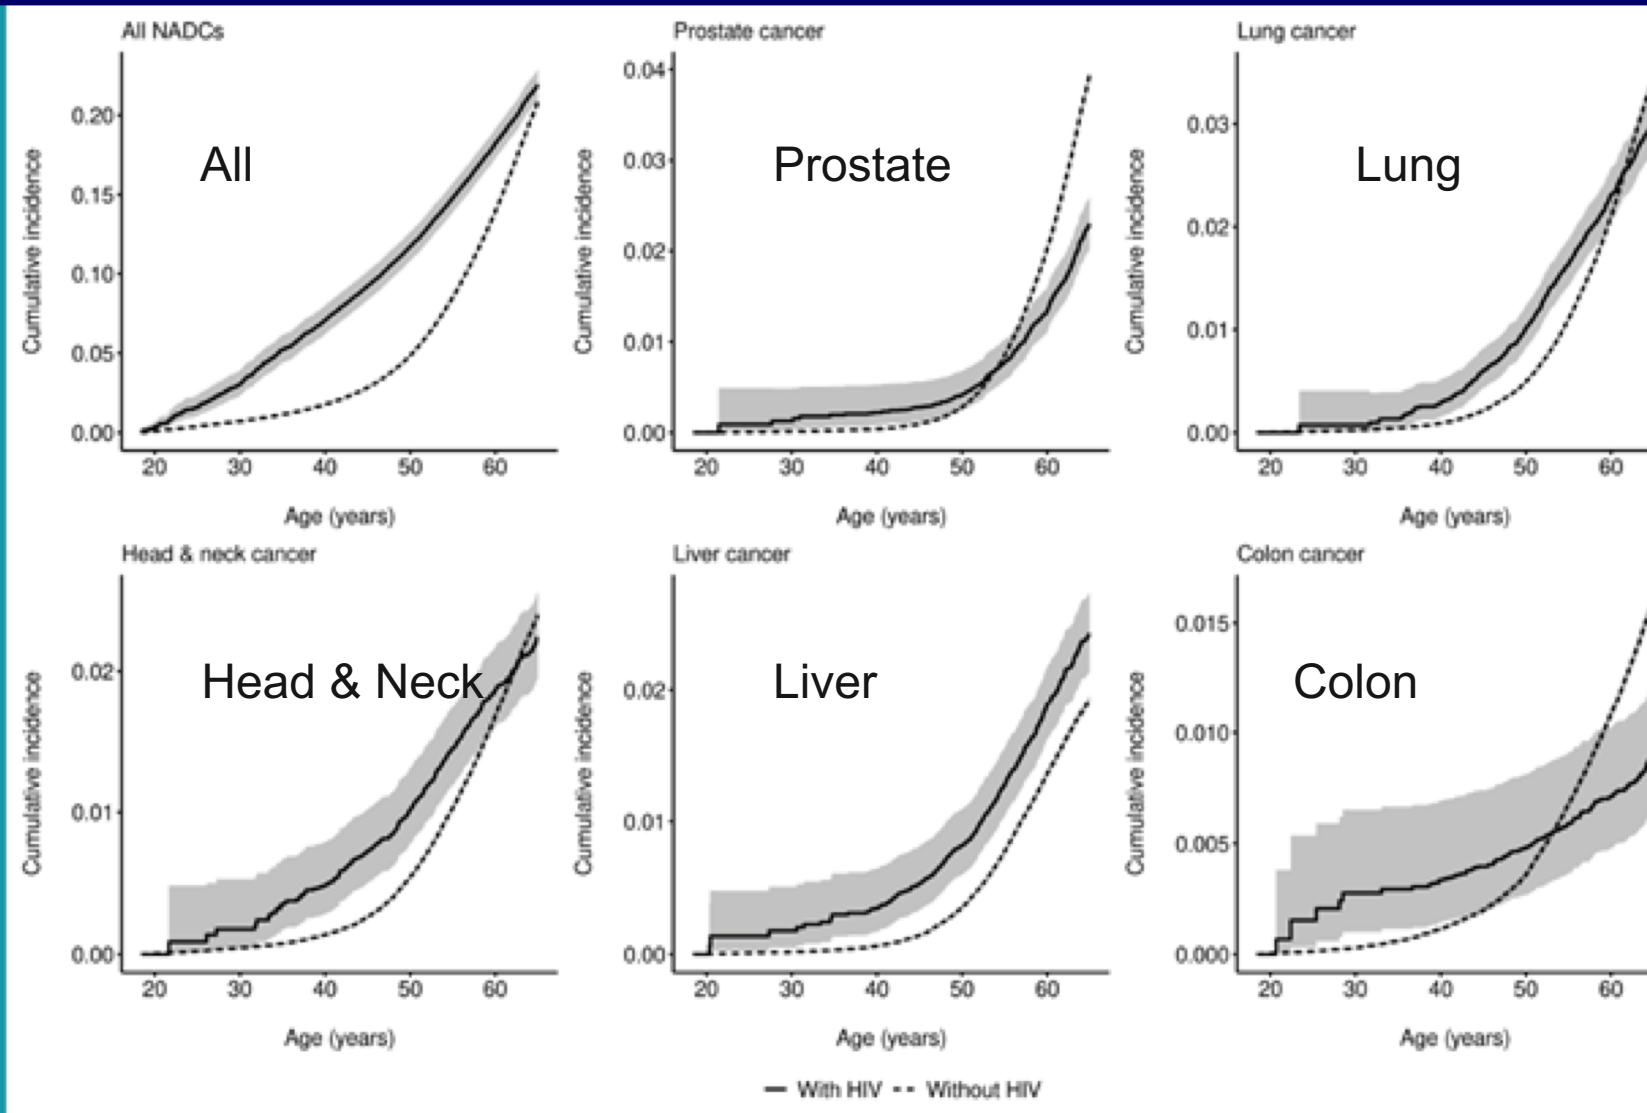 All NADCs
Cumulative incidence
0.20
0.15
0.10
0.05
0.00
All
20 30 40 50 60
Age (years)
Prostate cancer
Cumulative incidence
0.04
0.03
0.02
0.01
0.00
Prostate
20 30 40 50 60
Age (years)
Lung cancer
Cumulative incidence
0.03
0.02
0.01
0.00
Lung
20 30 40 50 60
Age (years)
Head & neck cancer
Cumulative incidence
0.02
0.01
0.00
Head & Neck
20 30 40 50 60
Age (years)
Liver cancer
Cumulative incidence
0.02
0.01
0.00
Liver
20 30 40 50 60
Age (years)
Colon cancer
Cumulative incidence
0.015
0.010
0.005
0.000
Colon
20 30 40 50 60
Age (years)
With HIV Without HIV